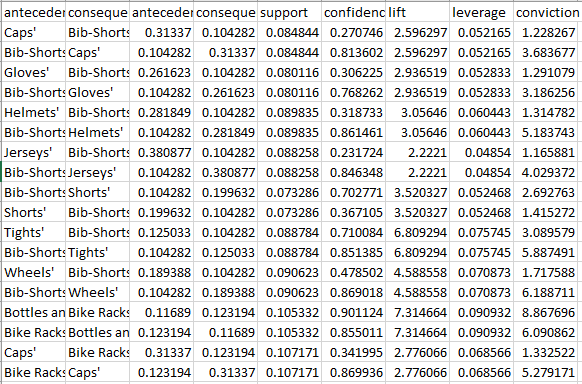 anteceder conseque anteceder conseque support confidenc lift leverage conviction
Caps' Bib-Shorts 0.31337 0.104282 0.084844 0.270746 2.596297 0.052165 1.228267
Bib-Shorts Caps' 0.104282 0.31337 0.084844 0.813602 2.596297 0.052165 3.683677
Gloves' Bib-Shorts 0.261623 0.104282 0.080116 0.306225 2.936519 0.052833 1.291079
Bib-Shorts Gloves' 0.104282 0.261623 0.080116 0.768262 2.936519 0.052833 3.186256
Helmets' Bib-Shorts 0.281849 0.104282 0.089835 0.318733 3.05646 0.060443 1.314782
Bib-Shorts Helmets' 0.104282 0.281849 0.089835 0.861461 3.05646 0.060443 5.183743
Jerseys' Bib-Shorts 0.380877 0.104282 0.088258 0.231724 2.2221 0.04854 1.165881
Bib-Shorts Jerseys' 0.104282 0.380877 0.088258 0.846348 2.2221 0.04854 4.029372
Bib-Shorts Shorts' 0.104282 0.199632 0.073286 0.702771 3.520327 0.052468 2.692763
Shorts' Bib-Shorts 0.199632 0.104282 0.073286 0.367105 3.520327 0.052468 1.415272
Tights' Bib-Shorts 0.125033 0.104282 0.088784 0.710084 6.809294 0.075745 3.089579
Bib-Shorts Tights' 0.104282 0.125033 0.088784 0.851385 6.809294 0.075745 5.887491
Wheels' Bib-Shorts 0.189388 0.104282 0.090623 0.478502 4.588558 0.070873 1.717588
Bib-Shorts Wheels' 0.104282 0.189388 0.090623 0.869018 4.588558 0.070873 6.188711
Bottles an Bike Racks 0.11689 0.123194 0.105332 0.901124 7.314664 0.090932 8.867696
Bike Racks Bottles an 0.123194 0.11689 0.105332 0.855011 7.314664 0.090932 6.090862
Caps' Bike Racks 0.31337 0.123194 0.107171 0.341995 2.776066 0.068566 1.332522
Bike Racks Caps' 0.123194 0.31337 0.107171 0.869936 2.776066 0.068566 5.279171